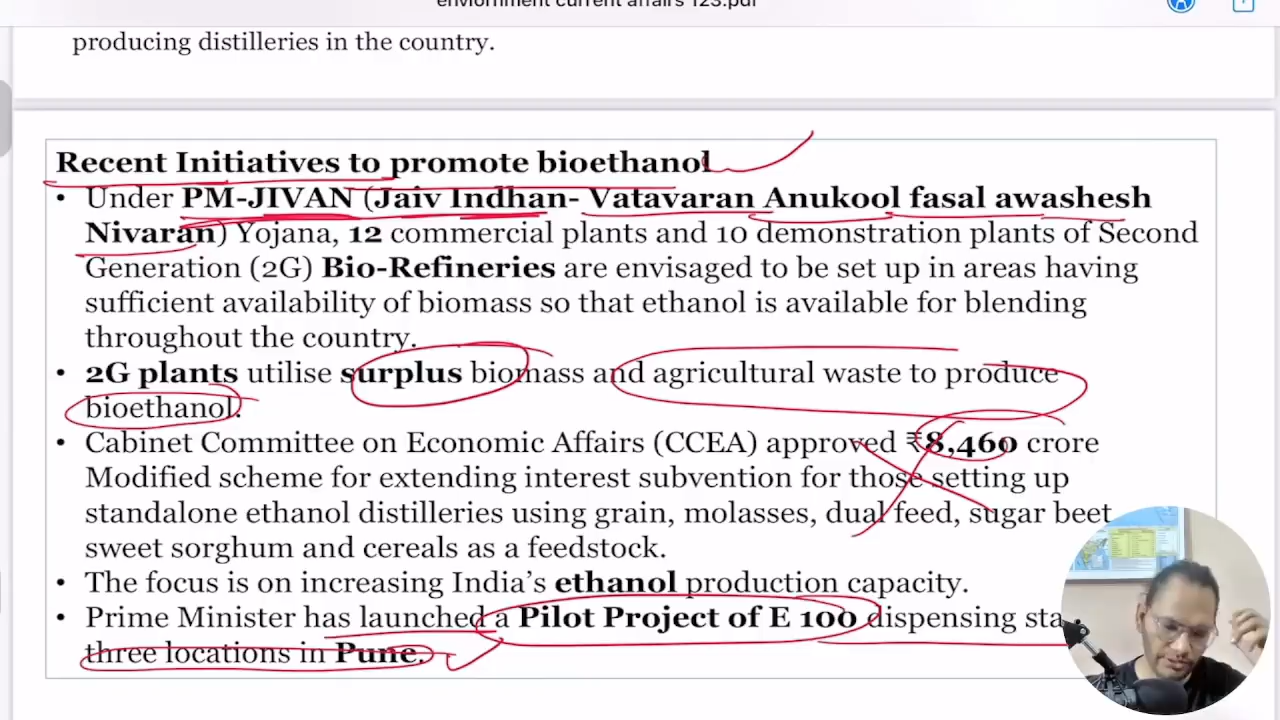 enviornment current affairs 123.pdf
producing distilleries in the country.
Recent Initiatives to promote bioethanol
• Under PM-JIVAN (Jaiv Indhan- Vatavaran Anukool fasal awashesh
Nivaran) Yojana, 12 commercial plants and 10 demonstration plants of Second
Generation (2G) Bio-Refineries are envisaged to be set up in areas having
sufficient availability of biomass so that ethanol is available for blending
throughout the country.
• 2G plants utilise surplus biomass and agricultural waste to produce
bioethanol.
• Cabinet Committee on Economic Affairs (CCEA) approved ₹8,460 crore
Modified scheme for extending interest subvention for those setting up
standalone ethanol distilleries using grain, molasses, dual feed, sugar beet
sweet sorghum and cereals as a feedstock.
• The focus is on increasing India's ethanol production capacity.
• Prime Minister has launched a Pilot Project of E 100 dispensing
three locations in Pune.